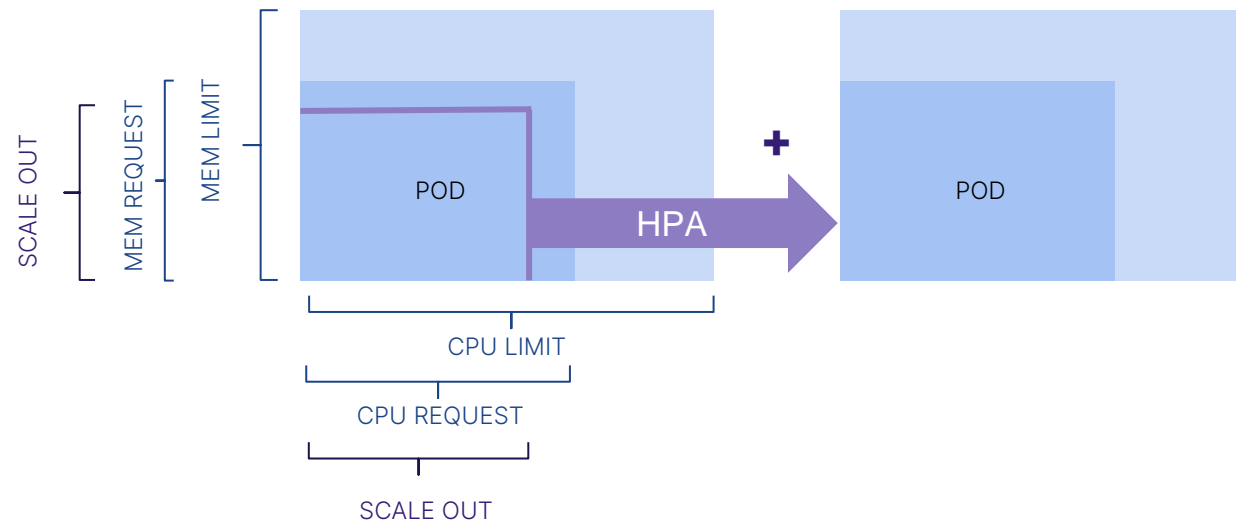 SCALE OUT
MEM REQUEST
MEM LIMIT
POD
+
HPA
POD
CPU LIMIT
CPU REQUEST
SCALE OUT